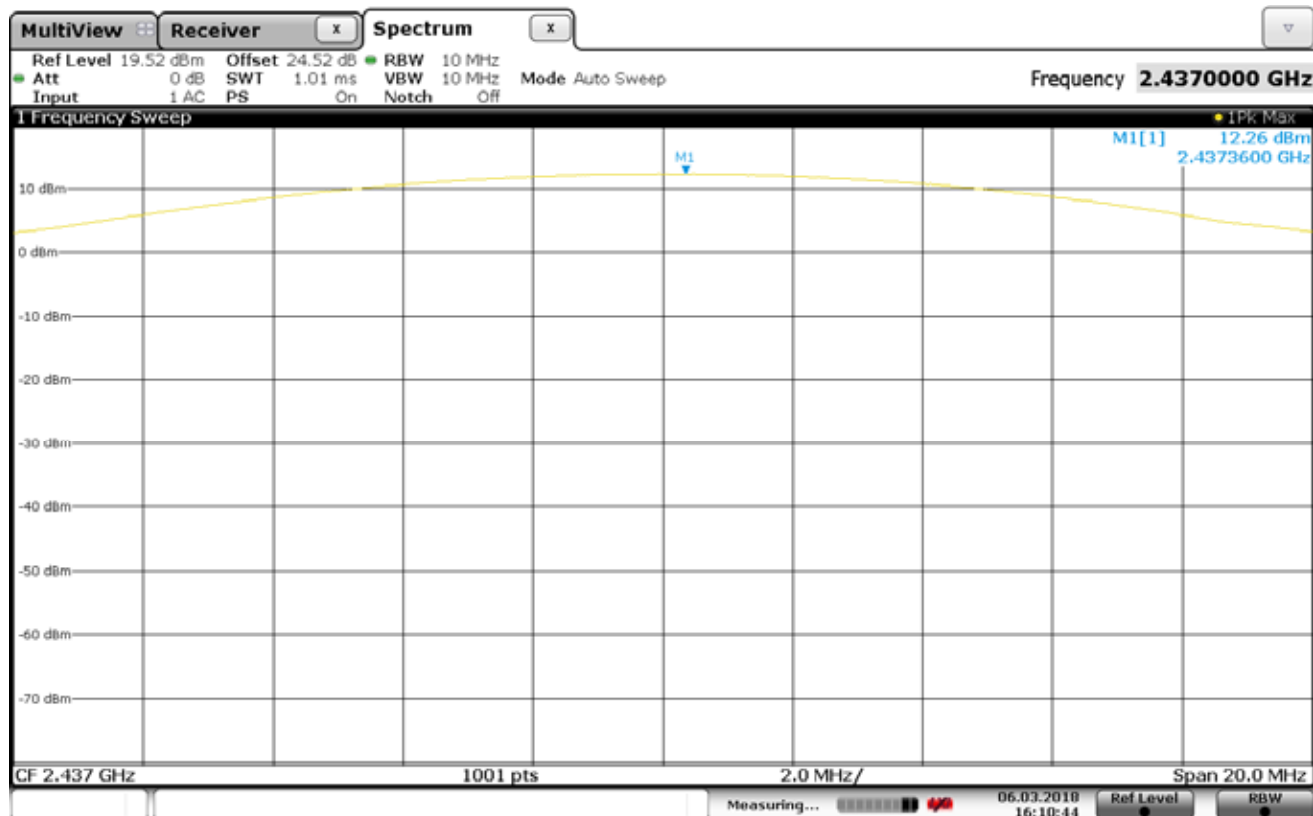 MultiView Receiver X Spectrum X
Ref Level 19.52 dBm Offset 24.52 dB RBW 10 MHz
Att 0 dB SWT 1.01 ms VBW 10 MHz Mode Auto Sweep Frequency 2.4370000 GHz
Input 1 AC PS On Notch Off
1 Frequency Sweep 1Pk Max
M1[1] 12.26 dBm
2.4373600 GHz
M1
10 dBm
0 dBm
-10 dBm
-20 dBm
-30 dBm
-40 dBm
-50 dBm
-60 dBm
-70 dBm
CF 2.437 GHz 1001 pts 2.0 MHz/ Span 20.0 MHz
Measuring... 06.03.2018 Ref Level RBW
16:10:44